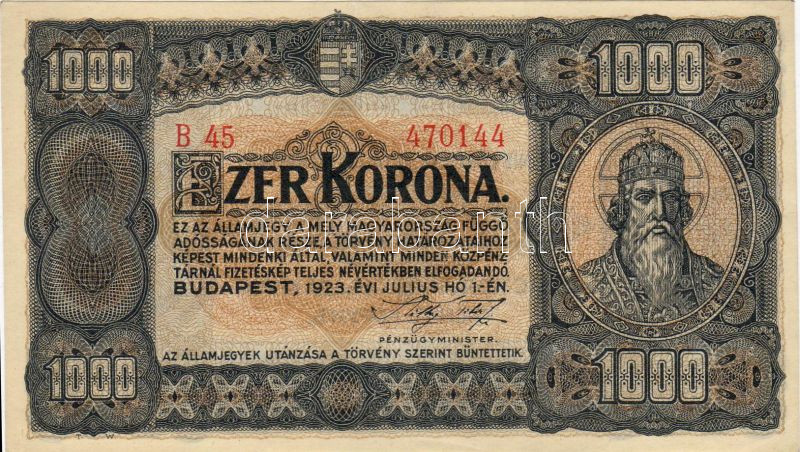 1000 1000
B 45 470144
EZER KORONA.
EZ AZ ÁLLAMJEGY, A MELY MAGYARORSZÁG FÜGGŐ
ADÓSSÁGÁNAK RÉSZE, A TÖRVÉNY HATÁROZATAIHOZ
KÉPEST MINDENKI ÁLTAL, VALAMINT MINDEN KÖZPÉNZ-
TÁRNÁL FIZETÉSKÉP TELJES NÉVÉRTÉKBEN ELFOGADANDÓ.
BUDAPEST, 1923. ÉVI JULIUS HÓ 1.-ÉN.
PÉNZÜGYMINISTER.
AZ ÁLLAMJEGYEK UTÁNZÁSA A TÖRVÉNY SZERINT BÜNTETTETIK.
1000 1000
T W
darabanth